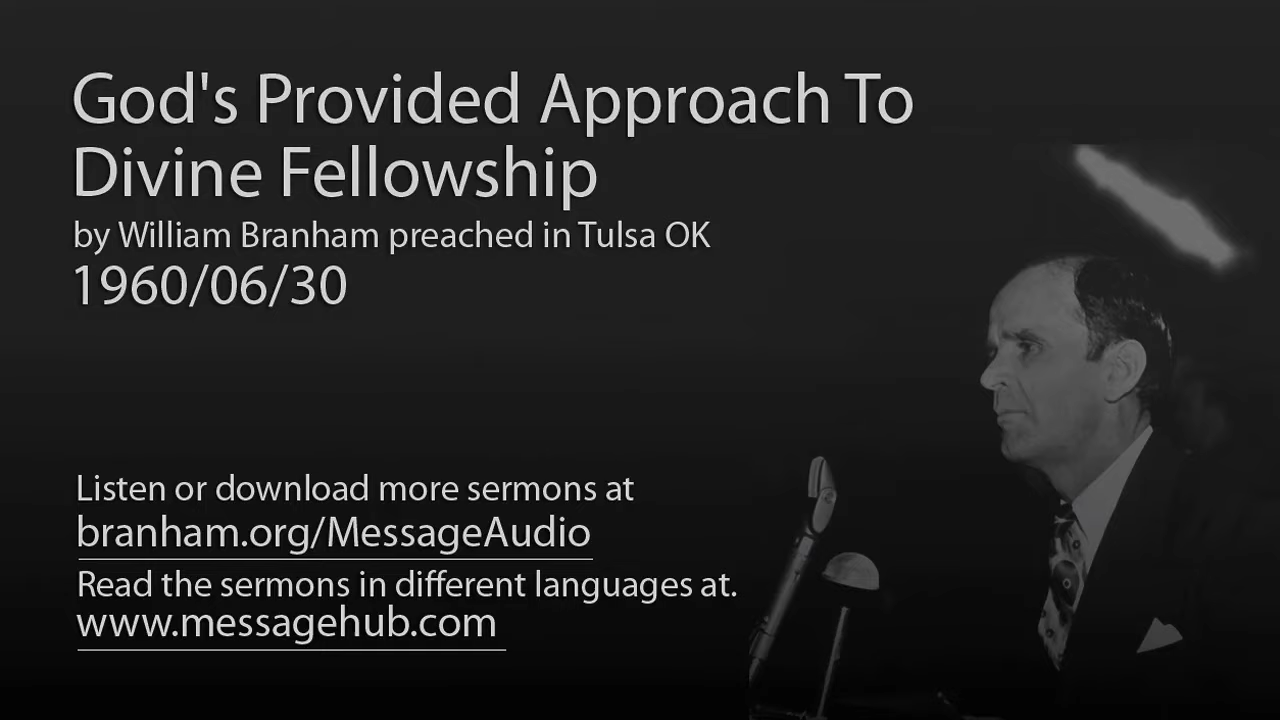 God's Provided Approach To
Divine Fellowship
by William Branham preached in Tulsa OK
1960/06/30
Listen or download more sermons at
branham.org/MessageAudio
Read the sermons in different languages at.
www.messagehub.com